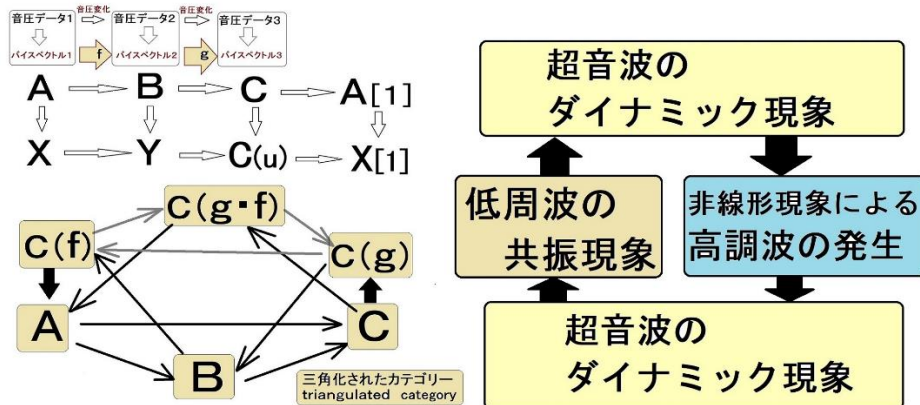 音圧変化 音圧変化
音圧データ1 音圧データ2 音圧データ3
バイスペクトル1 f バイスペクトル2 g バイスペクトル3
A B C A[1]
X Y C(u) X[1]
C(g・f)
C(f) C(g)
A C
B
三角化されたカテゴリー
triangulated category
超音波の
ダイナミック現象
低周波の
共振現象
非線形現象による
高調波の発生
超音波の
ダイナミック現象